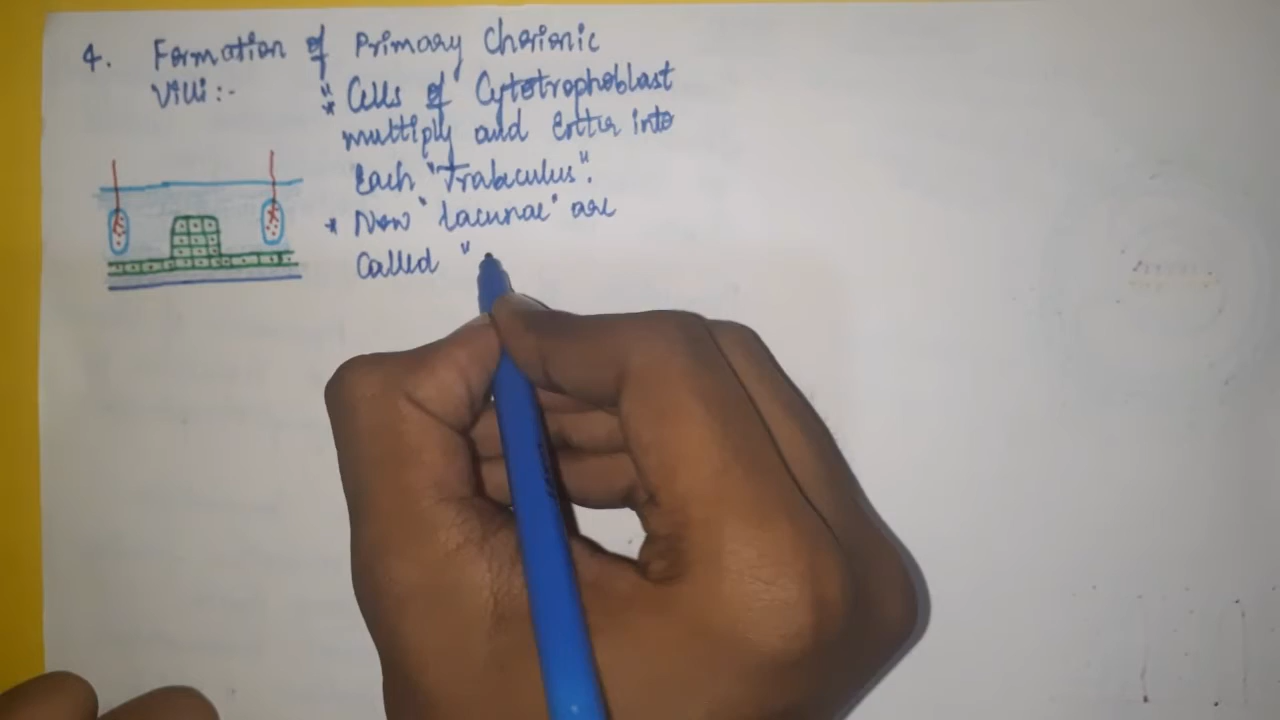 4. Formation of Primary Chorionic
Villi :-
* Cells of Cytotrophoblast
multiply and Enter into
Each "Trabeculus".
* Now "lacunae" are
Called "